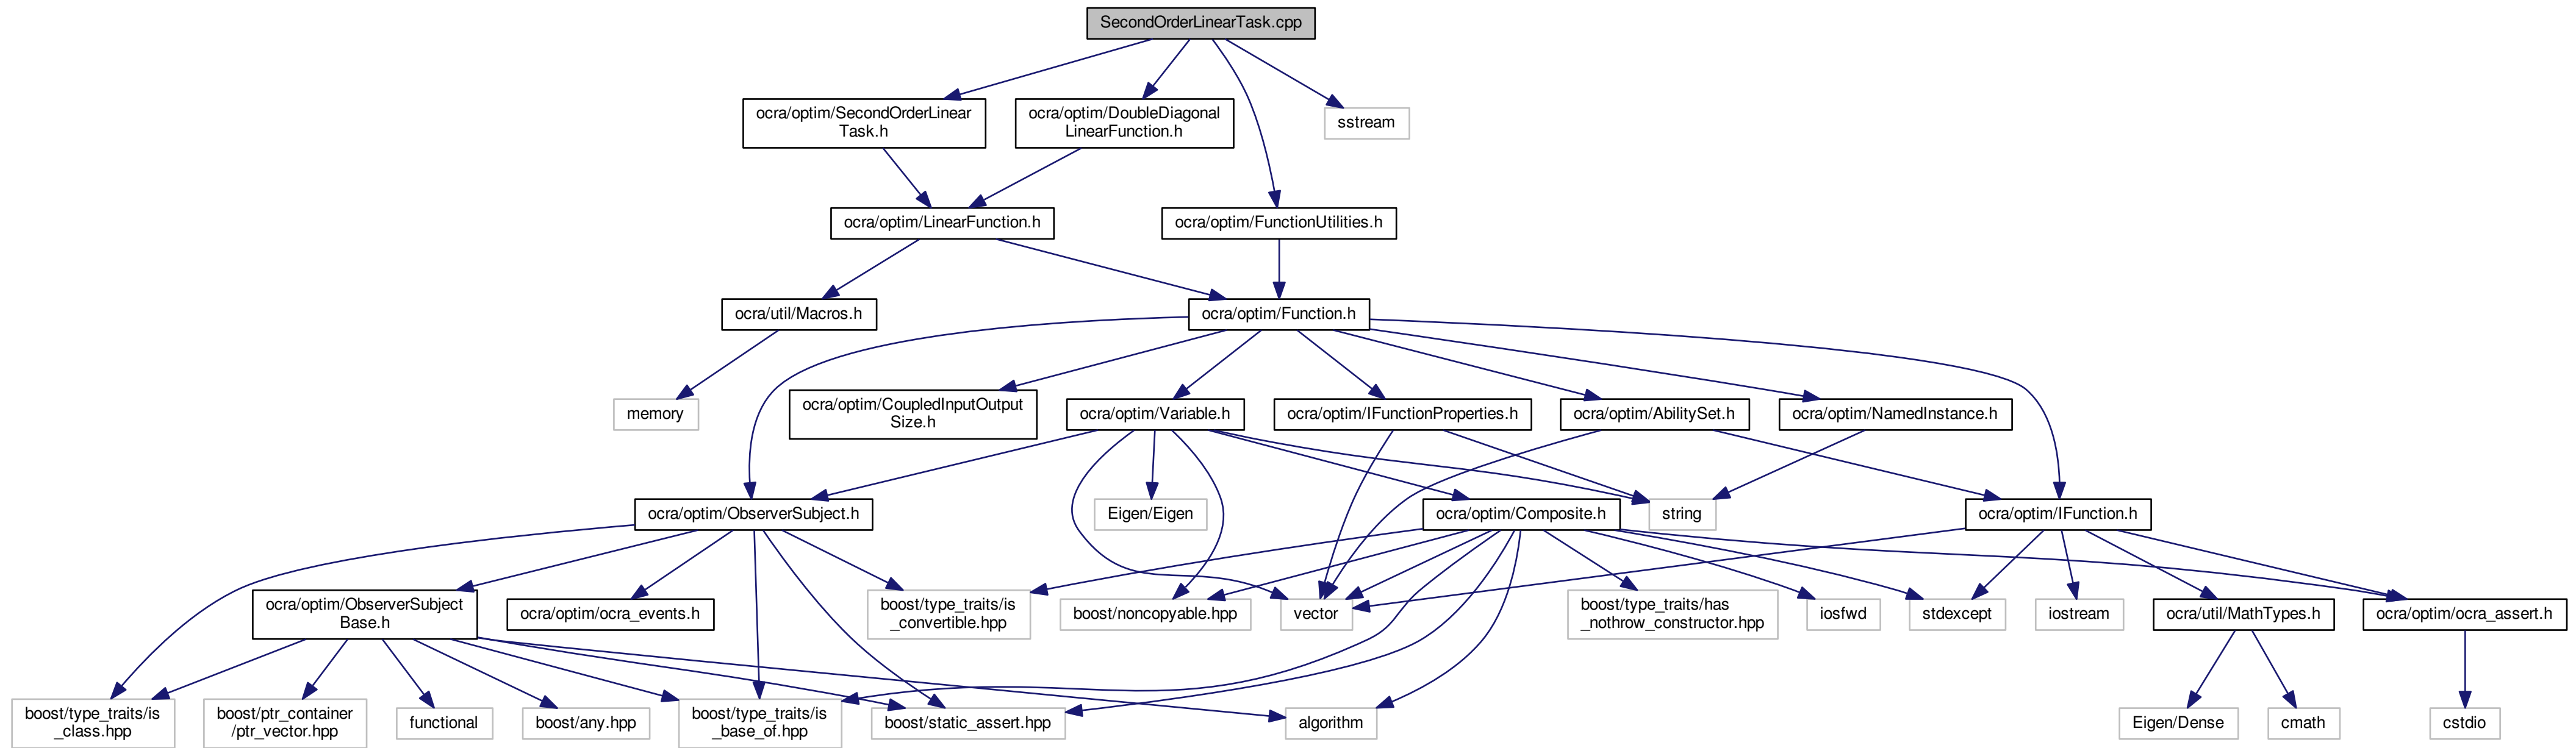 SecondOrderLinearTask.cpp
ocra/optim/SecondOrderLinear
Task.h
ocra/optim/DoubleDiagonal
LinearFunction.h
sstream
ocra/optim/LinearFunction.h
ocra/optim/FunctionUtilities.h
ocra/util/Macros.h
ocra/optim/Function.h
memory
ocra/optim/CoupledInputOutput
Size.h
ocra/optim/Variable.h
ocra/optim/IFunctionProperties.h
ocra/optim/AbilitySet.h
ocra/optim/NamedInstance.h
ocra/optim/ObserverSubject.h
Eigen/Eigen
ocra/optim/Composite.h
string
ocra/optim/IFunction.h
ocra/optim/ObserverSubject
Base.h
ocra/optim/ocra_events.h
boost/type_traits/is
_convertible.hpp
boost/noncopyable.hpp
vector
boost/type_traits/has
_nothrow_constructor.hpp
iosfwd
stdexcept
iostream
ocra/util/MathTypes.h
ocra/optim/ocra_assert.h
boost/type_traits/is
_class.hpp
boost/ptr_container
/ptr_vector.hpp
functional
boost/any.hpp
boost/type_traits/is
_base_of.hpp
boost/static_assert.hpp
algorithm
Eigen/Dense
cmath
cstdio